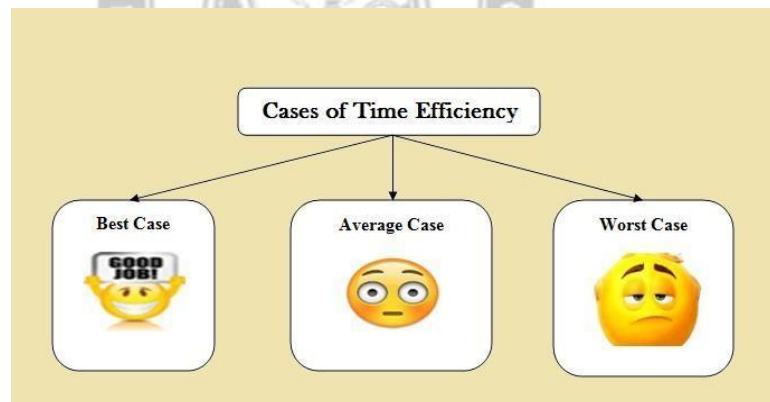 Cases of Time Efficiency
Best Case
GOOD
JOB!
Average Case
Worst Case